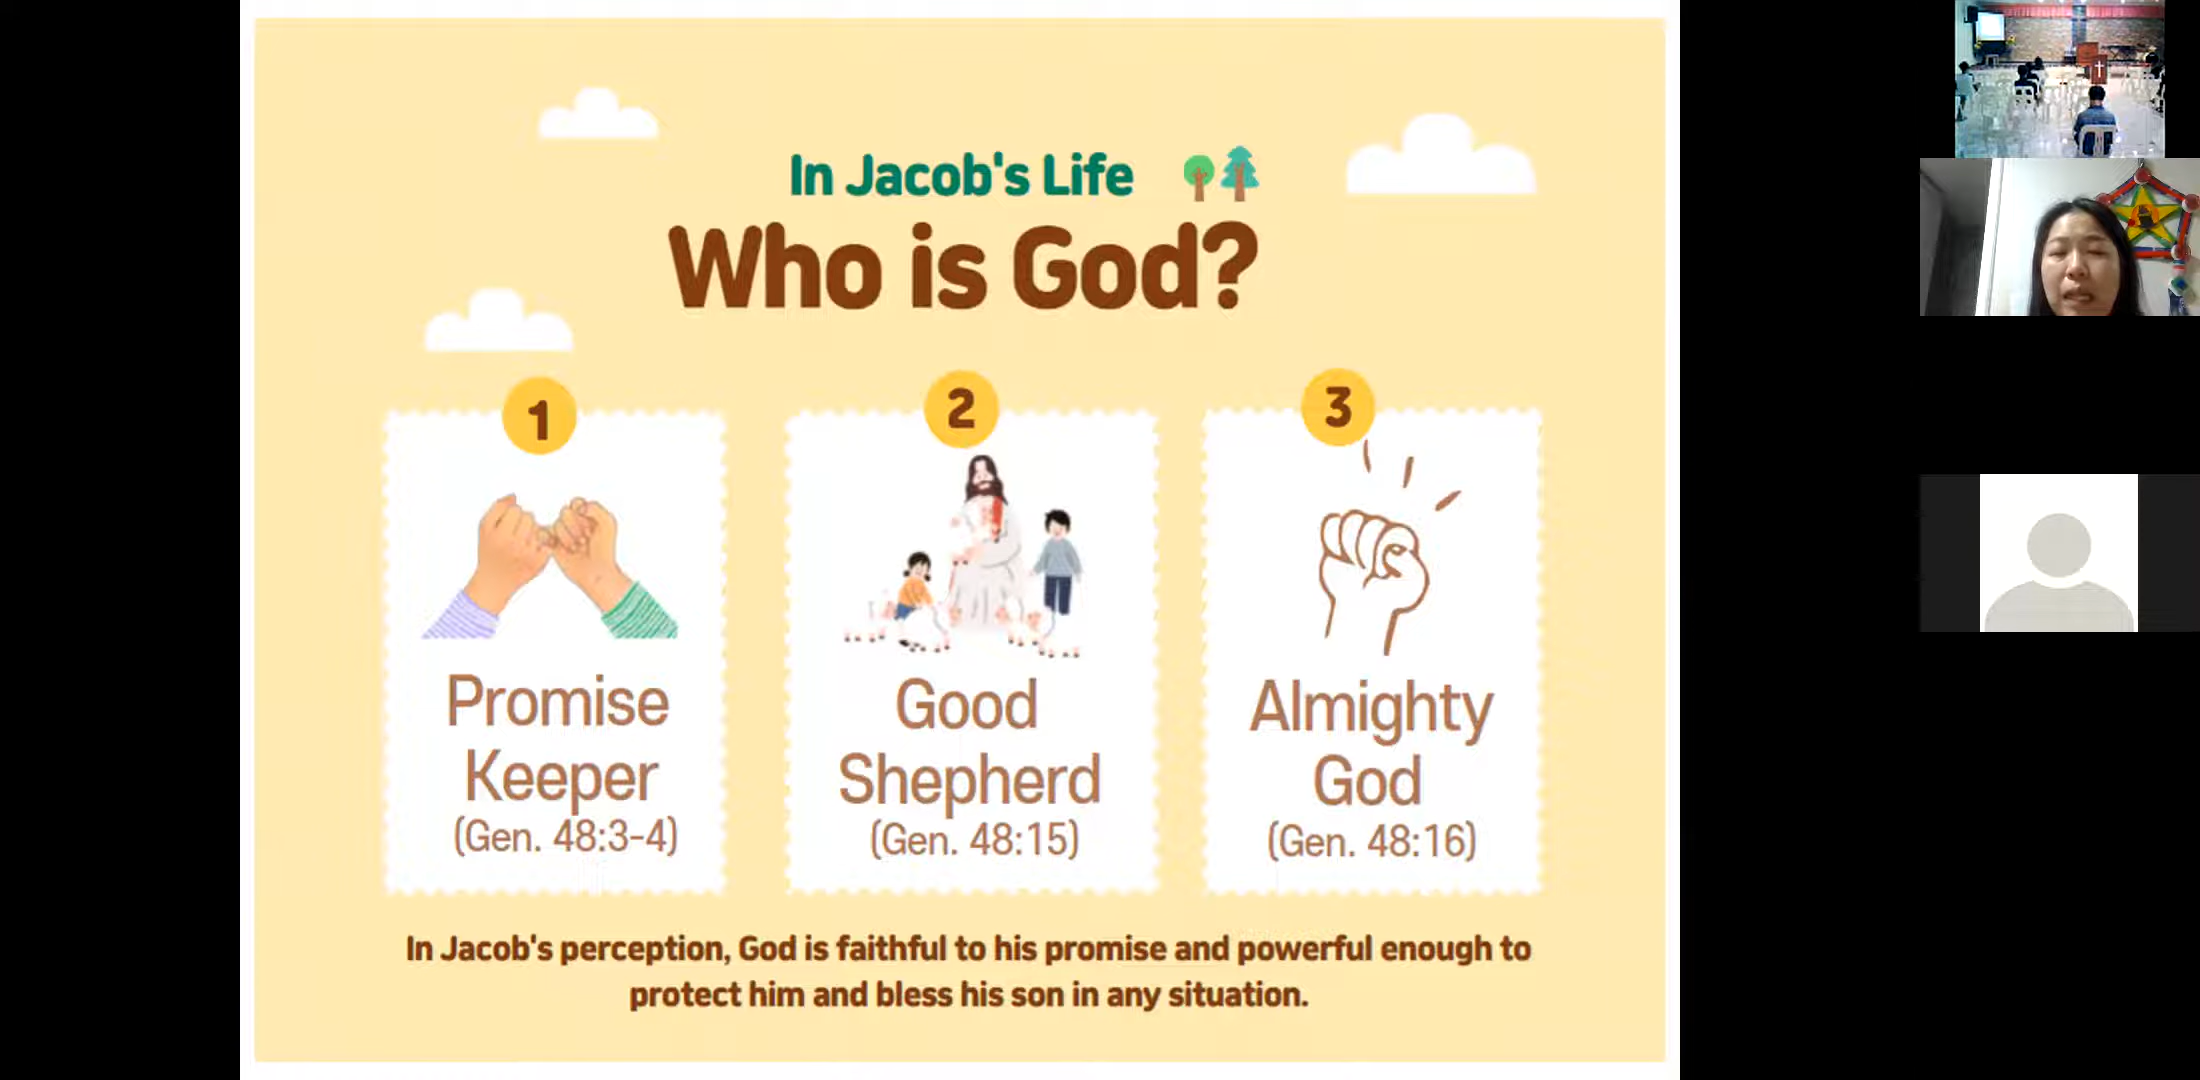 In Jacob's Life
Who is God?
1
2
3
Promise
Keeper
(Gen. 48:3-4)
Good
Shepherd
(Gen. 48:15)
Almighty
God
(Gen. 48:16)
In Jacob's perception, God is faithful to his promise and powerful enough to
protect him and bless his son in any situation.